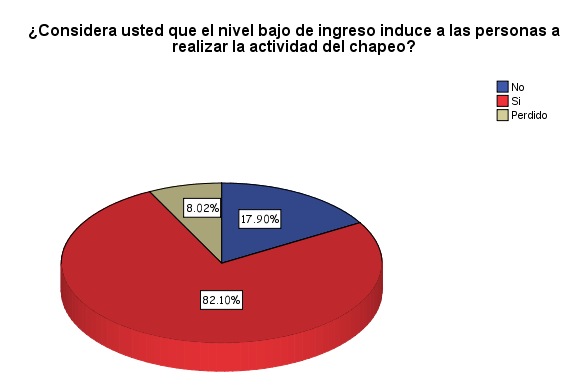 ¿Considera usted que el nivel bajo de ingreso induce a las personas a
realizar la actividad del chapeo?
No
Si
Perdido
8.02%
17.90%
82.10%